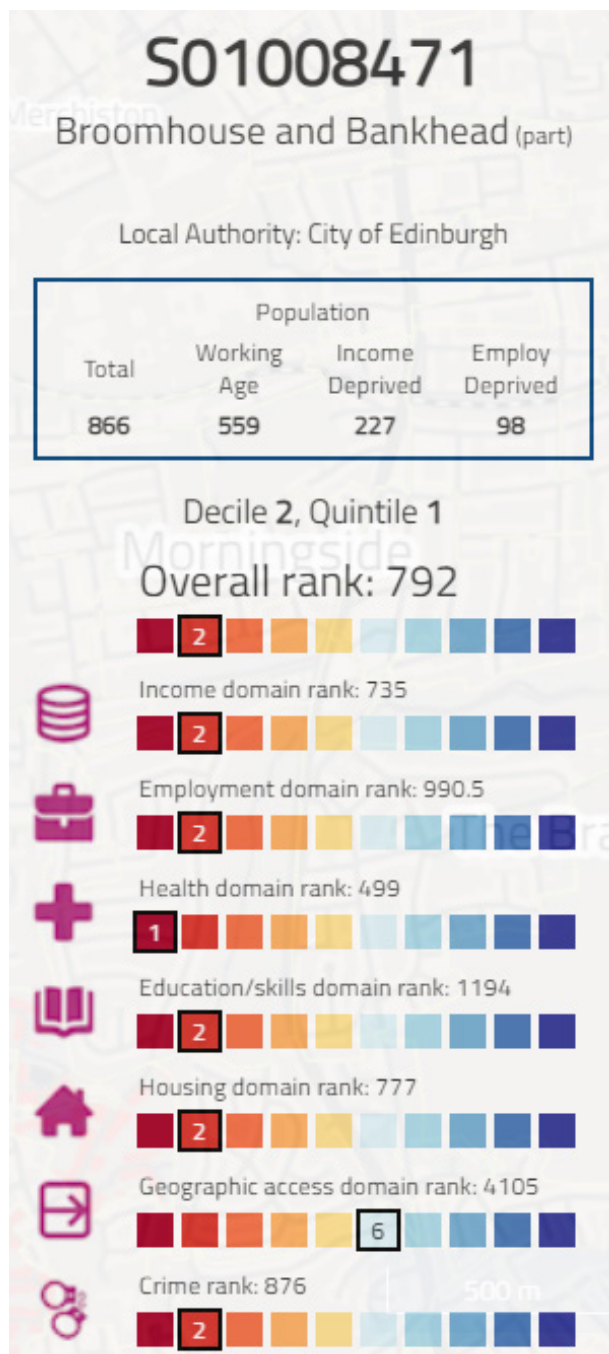 S01008471
Merchiston
Broomhouse and Bankhead (part)
Local Authority: City of Edinburgh
Population
Total Working Age Income Deprived Employ Deprived
866 559 227 98
Decile 2, Quintile 1
Morningside
Overall rank: 792
2
Income domain rank: 735
2
Employment domain rank: 990.5
2
The Bra
Health domain rank: 499
1
Education/skills domain rank: 1194
2
Housing domain rank: 777
2
Geographic access domain rank: 4105
6
Crime rank: 876
500 m
2